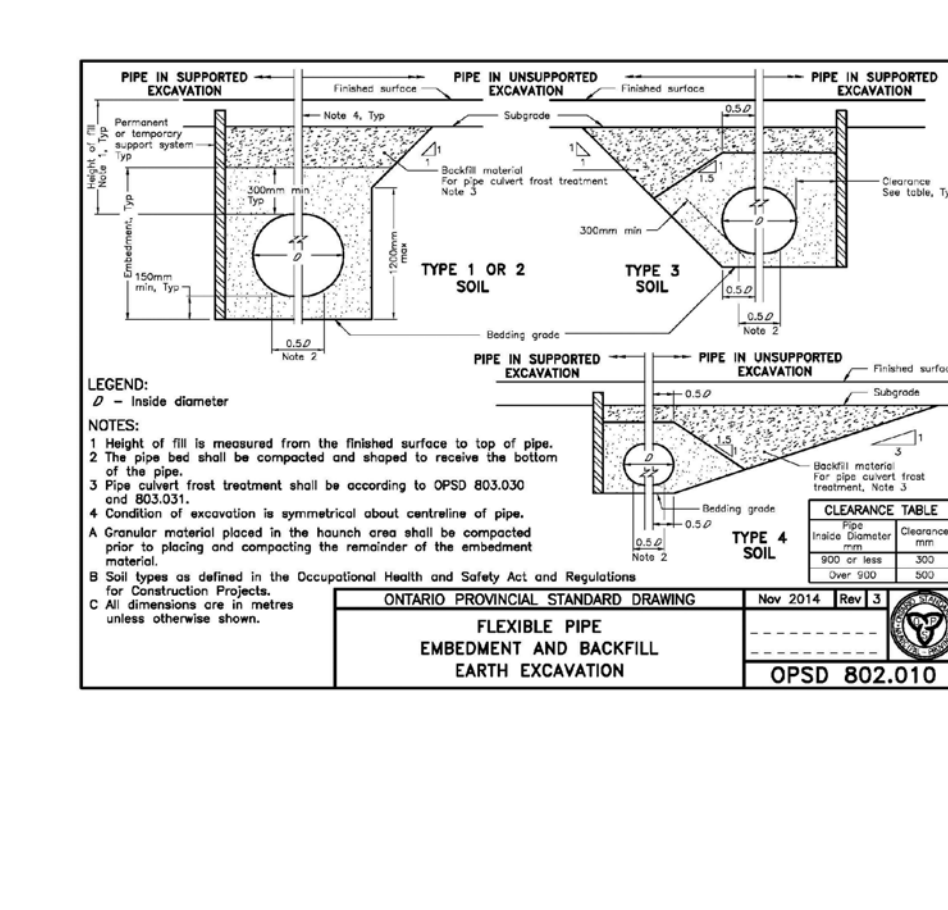 PIPE IN SUPPORTED
EXCAVATION
PIPE IN UNSUPPORTED
EXCAVATION
PIPE IN SUPPORTED
EXCAVATION
Finished surface
Finished surface
Note 4, Typ
Subgrade
0.5D
Permanent
or temporary
support system
Typ
Height of fill
Note 1, Typ
1
1
1
1
1.5
1
Backfill material
For pipe culvert frost treatment
Note 3
300mm min
Typ
Clearance
See table,
Embedment, Typ
300mm min
D
D
1200mm
max
TYPE 1 OR 2
SOIL
TYPE 3
SOIL
150mm
min, Typ
0.5D
0.5D
Note 2
Bedding grade
0.5D
Note 2
PIPE IN SUPPORTED
EXCAVATION
PIPE IN UNSUPPORTED
EXCAVATION
Finished
Subgrade
0.5D
1.5
1
1
3
D
Backfill material
For pipe culvert frost
treatment, Note 3
Bedding grade
0.5D
0.5D
Note 2
TYPE 4
SOIL
LEGEND:
D – Inside diameter
NOTES:
1 Height of fill is measured from the finished surface to top of pipe.
2 The pipe bed shall be compacted and shaped to receive the bottom
of the pipe.
3 Pipe culvert frost treatment shall be according to OPSD 803.030
and 803.031.
4 Condition of excavation is symmetrical about centreline of pipe.
A Granular material placed in the haunch area shall be compacted
prior to placing and compacting the remainder of the embedment
material.
B Soil types as defined in the Occupational Health and Safety Act and Regulations
for Construction Projects.
C All dimensions are in metres
unless otherwise shown.
CLEARANCE TABLE
Pipe
Inside Diameter
mm
Clearance
mm
900 or less 300
Over 900 500
ONTARIO PROVINCIAL STANDARD DRAWING
Nov 2014 Rev 3
FLEXIBLE PIPE
EMBEDMENT AND BACKFILL
EARTH EXCAVATION
OPSD 802.010